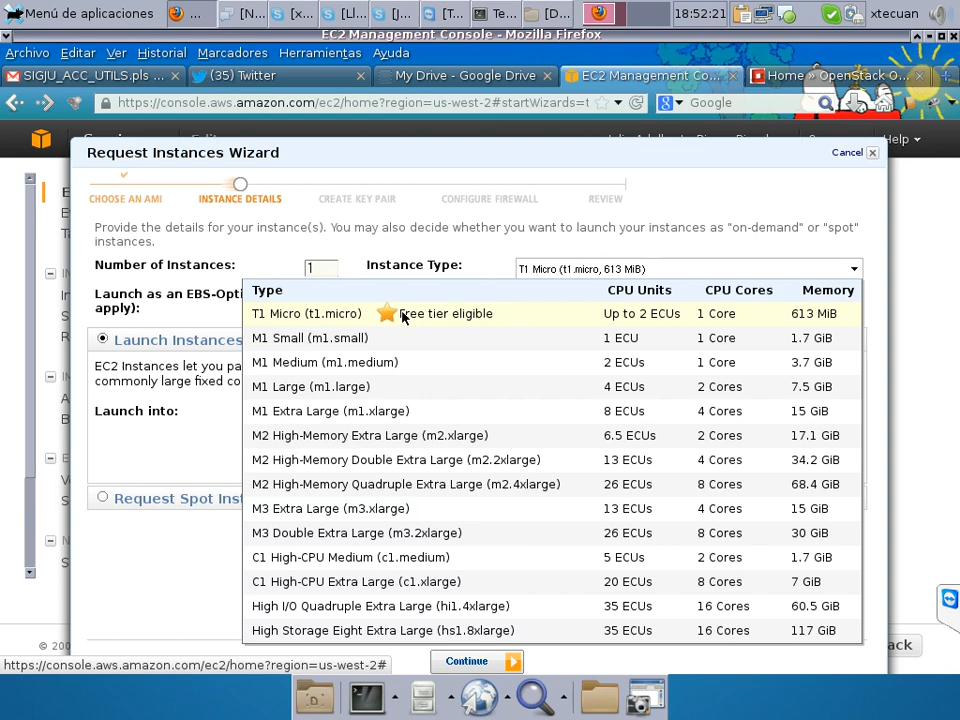 Menú de aplicaciones ... [N... [x... [Ll... [J... [T... Te... [D... 18:52:21 xtecuan
EC2 Management Console - Mozilla Firefox
Archivo Editar Ver Historial Marcadores Herramientas Ayuda
SIGJU_ACC_UTILS.pls ... × (35) Twitter × My Drive - Google Drive × EC2 Management Co... × Home » OpenStack O... ×
https://console.aws.amazon.com/ec2/home?region=us-west-2#startWizards=t Google
Help
Request Instances Wizard Cancel
CHOOSE AN AMI INSTANCE DETAILS CREATE KEY PAIR CONFIGURE FIREWALL REVIEW
Provide the details for your instance(s). You may also decide whether you want to launch your instances as "on-demand" or "spot"
instances.
Number of Instances: 1 Instance Type: T1 Micro (t1.micro, 613 MiB)
Launch as an EBS-Opti
apply):
Launch Instances
EC2 Instances let you pa
commonly large fixed co
Launch into:
Request Spot Inst
Type CPU Units CPU Cores Memory
T1 Micro (t1.micro) Free tier eligible Up to 2 ECUs 1 Core 613 MiB
M1 Small (m1.small) 1 ECU 1 Core 1.7 GiB
M1 Medium (m1.medium) 2 ECUs 1 Core 3.7 GiB
M1 Large (m1.large) 4 ECUs 2 Cores 7.5 GiB
M1 Extra Large (m1.xlarge) 8 ECUs 4 Cores 15 GiB
M2 High-Memory Extra Large (m2.xlarge) 6.5 ECUs 2 Cores 17.1 GiB
M2 High-Memory Double Extra Large (m2.2xlarge) 13 ECUs 4 Cores 34.2 GiB
M2 High-Memory Quadruple Extra Large (m2.4xlarge) 26 ECUs 8 Cores 68.4 GiB
M3 Extra Large (m3.xlarge) 13 ECUs 4 Cores 15 GiB
M3 Double Extra Large (m3.2xlarge) 26 ECUs 8 Cores 30 GiB
C1 High-CPU Medium (c1.medium) 5 ECUs 2 Cores 1.7 GiB
C1 High-CPU Extra Large (c1.xlarge) 20 ECUs 8 Cores 7 GiB
High I/O Quadruple Extra Large (hi1.4xlarge) 35 ECUs 16 Cores 60.5 GiB
High Storage Eight Extra Large (hs1.8xlarge) 35 ECUs 16 Cores 117 GiB
© 200 ack
Continue
https://console.aws.amazon.com/ec2/home?region=us-west-2#